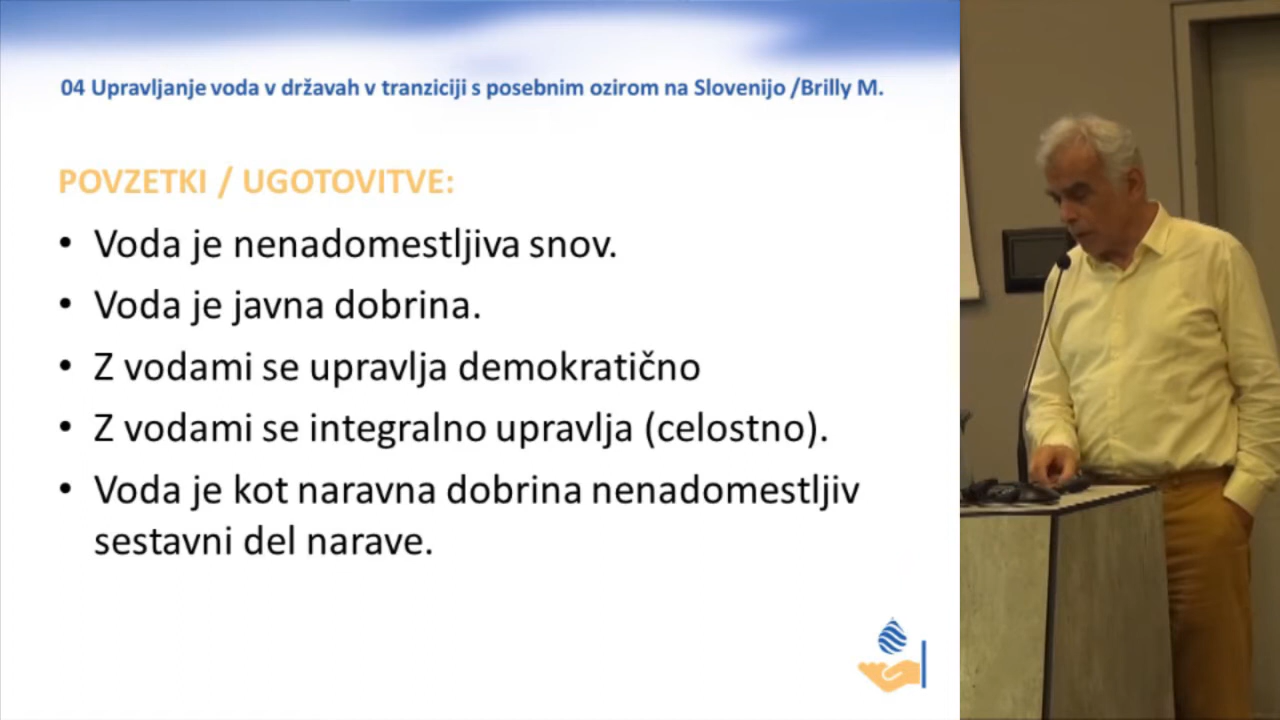 04 Upravljanje voda v državah v tranziciji s posebnim ozirom na Slovenijo /Brilly M.
POVZETKI / UGOTOVITVE:
• Voda je nenadomestljiva snov.
• Voda je javna dobrina.
• Z vodami se upravlja demokratično
• Z vodami se integralno upravlja (celostno).
• Voda je kot naravna dobrina nenadomestljiv
sestavni del narave.